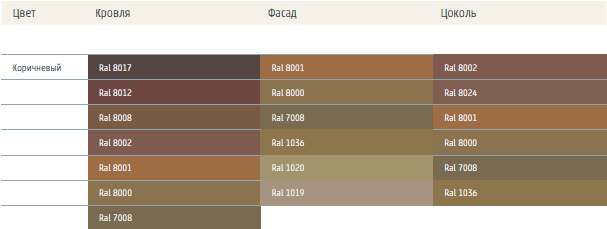 Цвет Кровля Фасад Цоколь
Коричневый Ral 8017 Ral 8001 Ral 8002
Ral 8012 Ral 8000 Ral 8024
Ral 8008 Ral 7008 Ral 8001
Ral 8002 Ral 1036 Ral 8000
Ral 8001 Ral 1020 Ral 7008
Ral 8000 Ral 1019 Ral 1036
Ral 7008